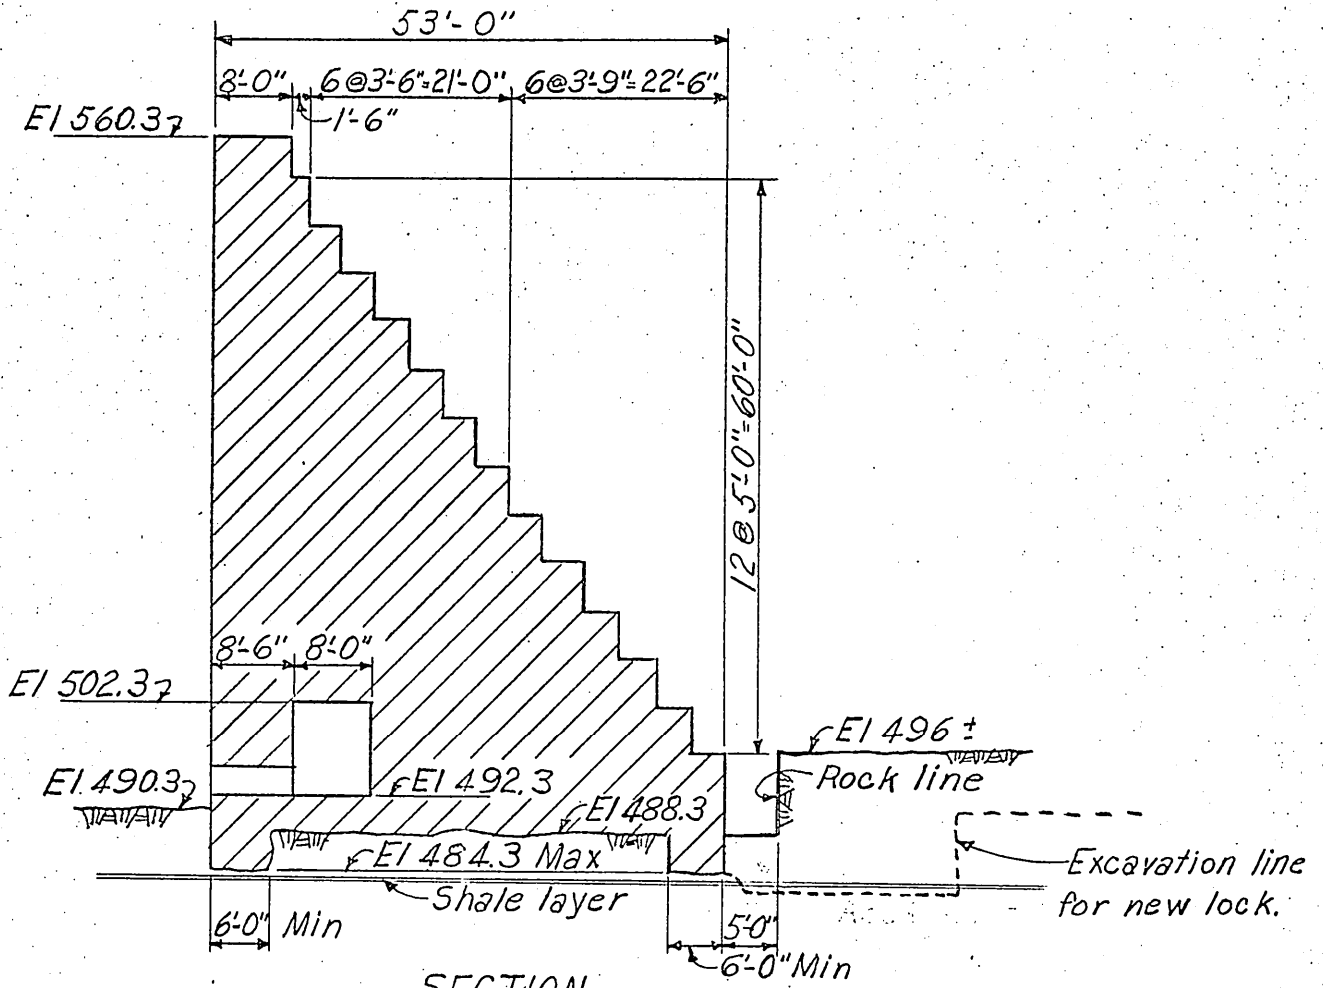 53'-0"
8'-0" 6@3'-6"=21'-0" 6@3'-9"=22'-6"
1'-6"
El 560.3
12 @ 5'-0"=60'-0"
8'-6" 8'-0"
El 502.3
El 496 ±
Rock line
El 490.3
El 492.3
El 488.3
El 484.3 Max
Shale layer
Excavation line
for new lock.
6'-0" Min
5'-0"
6'-0" Min
SECTION